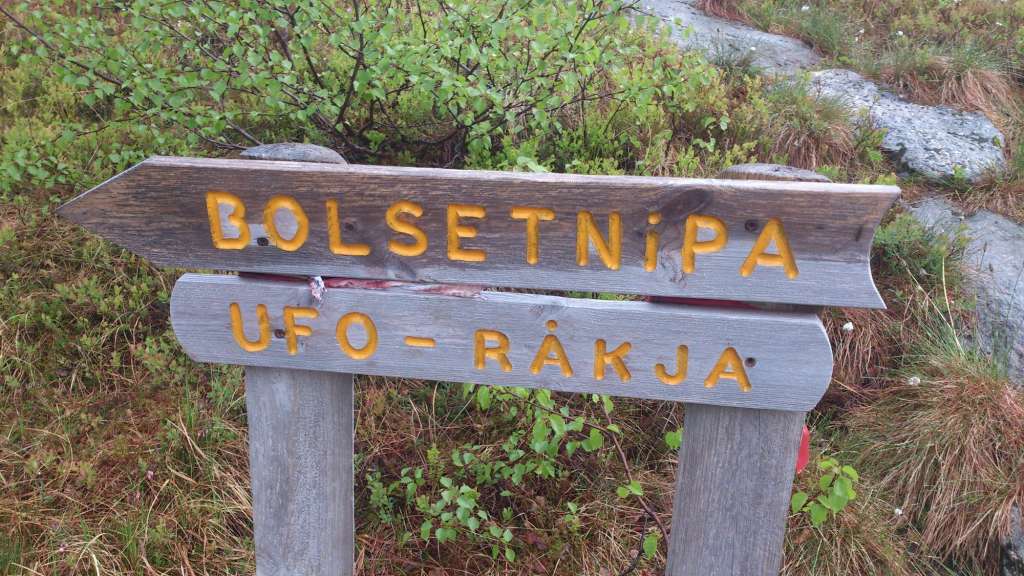 BOLSETNiPA
UFO - RÅKJA